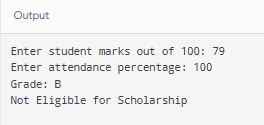 Output
Enter student marks out of 100: 79
Enter attendance percentage: 100
Grade: B
Not Eligible for Scholarship